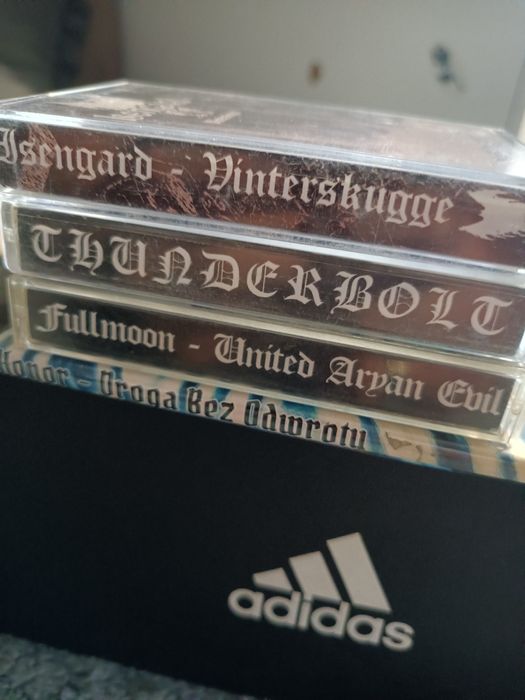 Isengard - Vinterskugge
THUNDERBOLT
Fullmoon - United Aryan Evil
Honor - Droga Bez Odwrotu
adidas